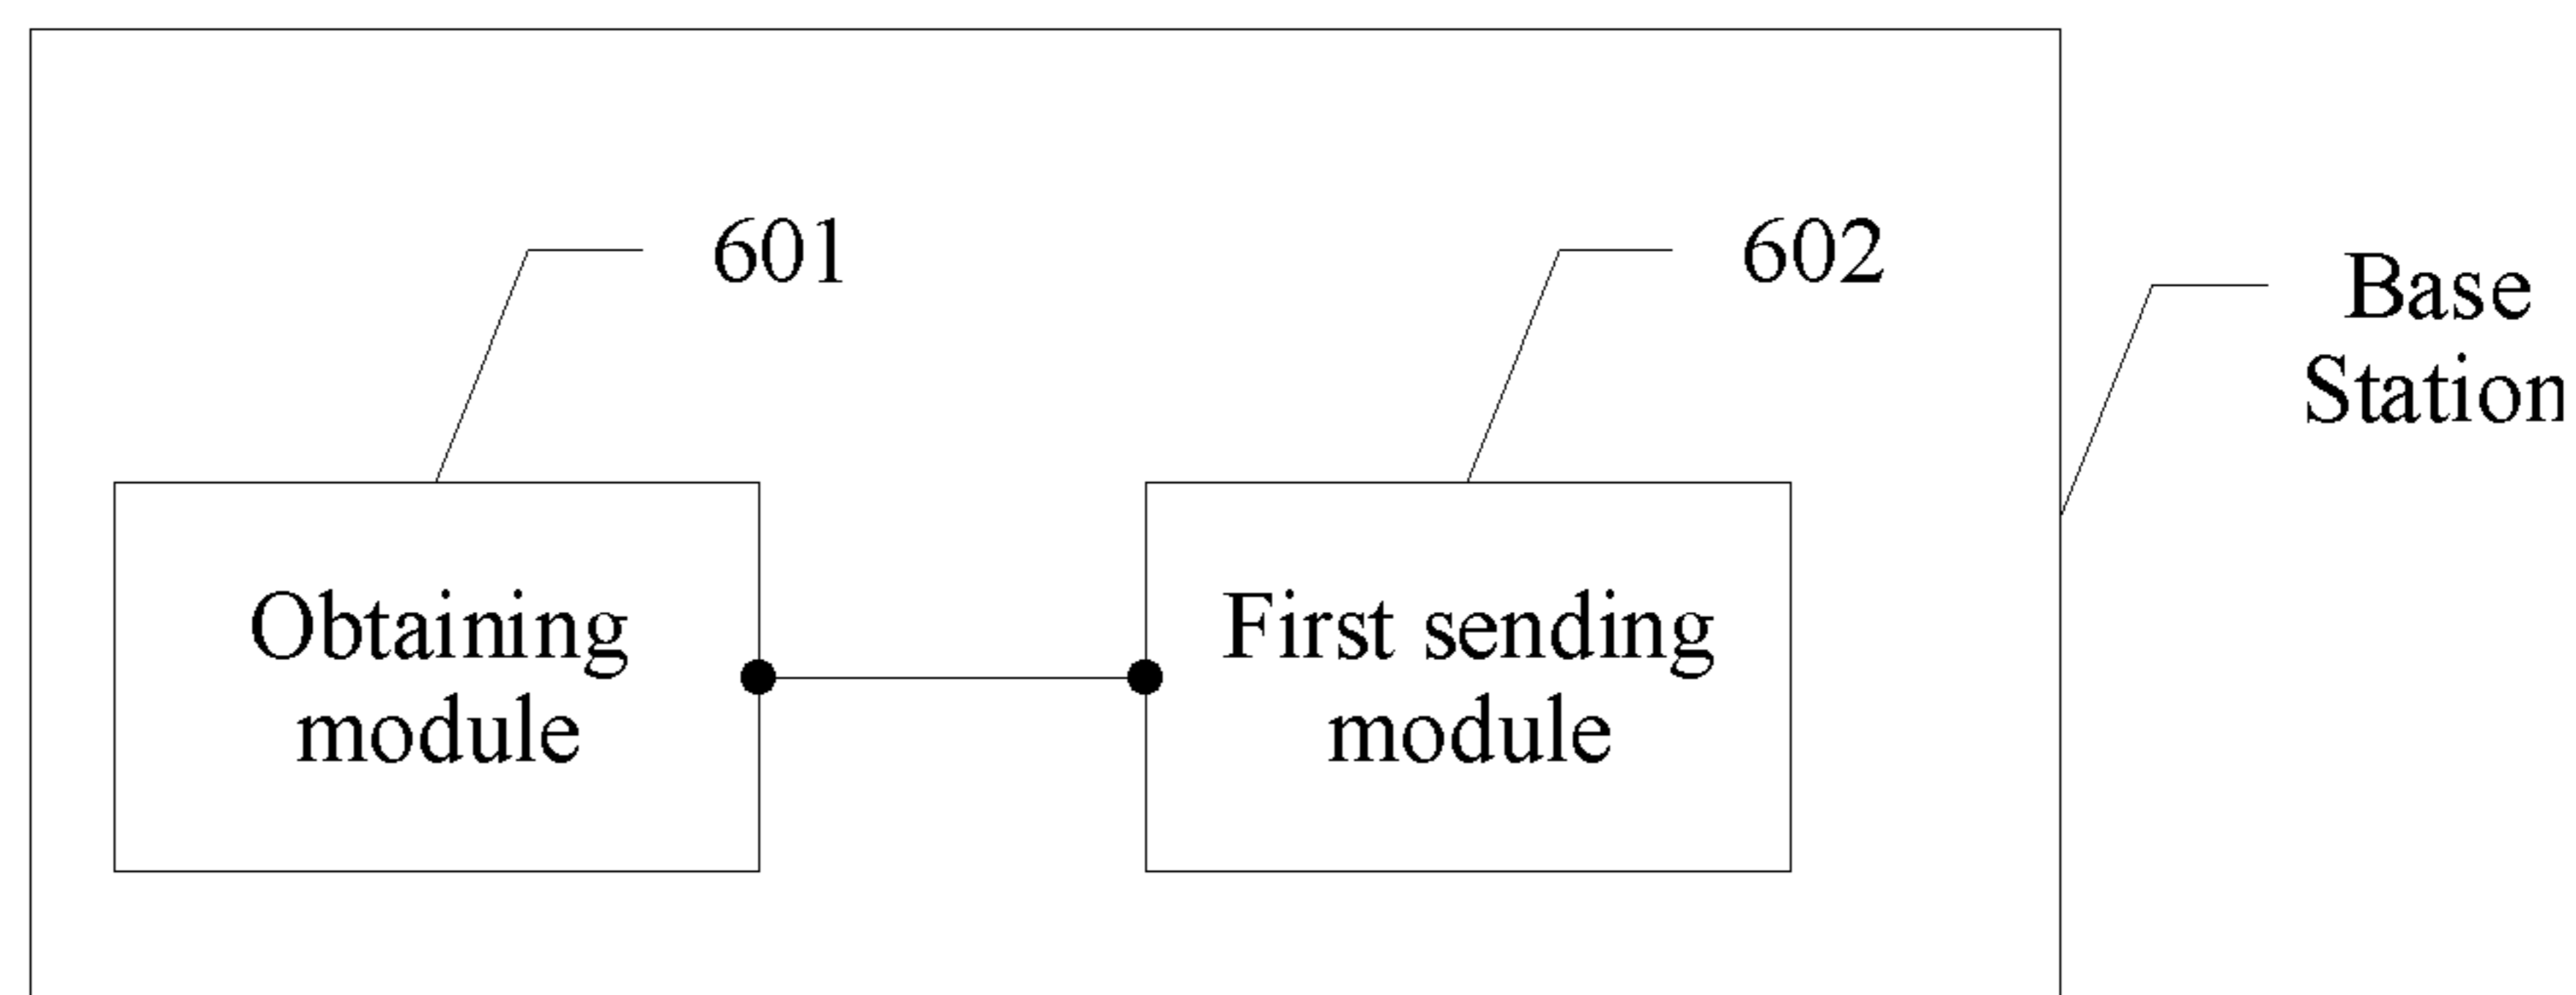 601
602
Base
Station
Obtaining
module
First sending
module